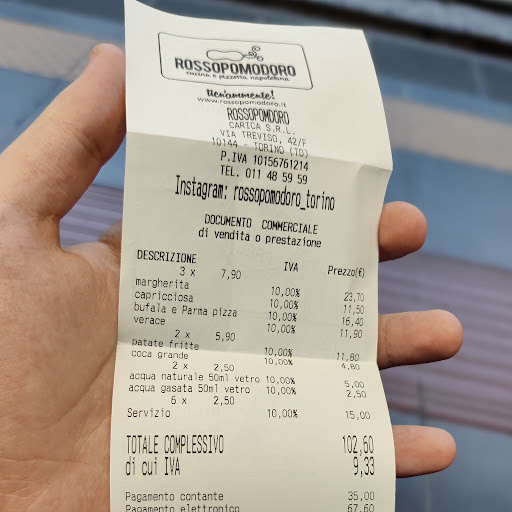 ROSSOPOMODORO
cucina e pizzetta napoletana
tien'ammente!
www.rossopomodoro.it
ROSSOPOMDORO
CARICA S.R.L.
VIA TREVISO, 42/F
10144 - TORINO (TO)
P.IVA 10156761214
TEL. 011 48 59 59
Instagram: rossopomodoro_torino
DOCUMENTO COMMERCIALE
di vendita o prestazione
DESCRIZIONE IVA Prezzo(€)
3 x 7,90
margherita 10,00% 23,70
capricciosa 10,00% 11,50
bufala e Parma pizza 10,00% 16,40
verace 10,00% 11,90
2 x 5,90
patate fritte 10,00% 11,80
coca grande 10,00% 4,80
2 x 2,50
acqua naturale 50ml vetro 10,00% 5,00
acqua gasata 50ml vetro 10,00% 2,50
6 x 2,50
Servizio 10,00% 15,00
TOTALE COMPLESSIVO 102,60
di cui IVA 9,33
Pagamento contante 35,00
Pagamento elettronico 67,60